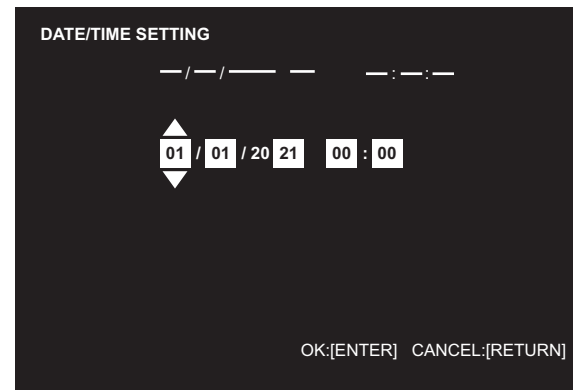 DATE/TIME SETTING
—/—/—— — —:—:—
01 / 01 / 20 21 00 : 00
OK:[ENTER] CANCEL:[RETURN]